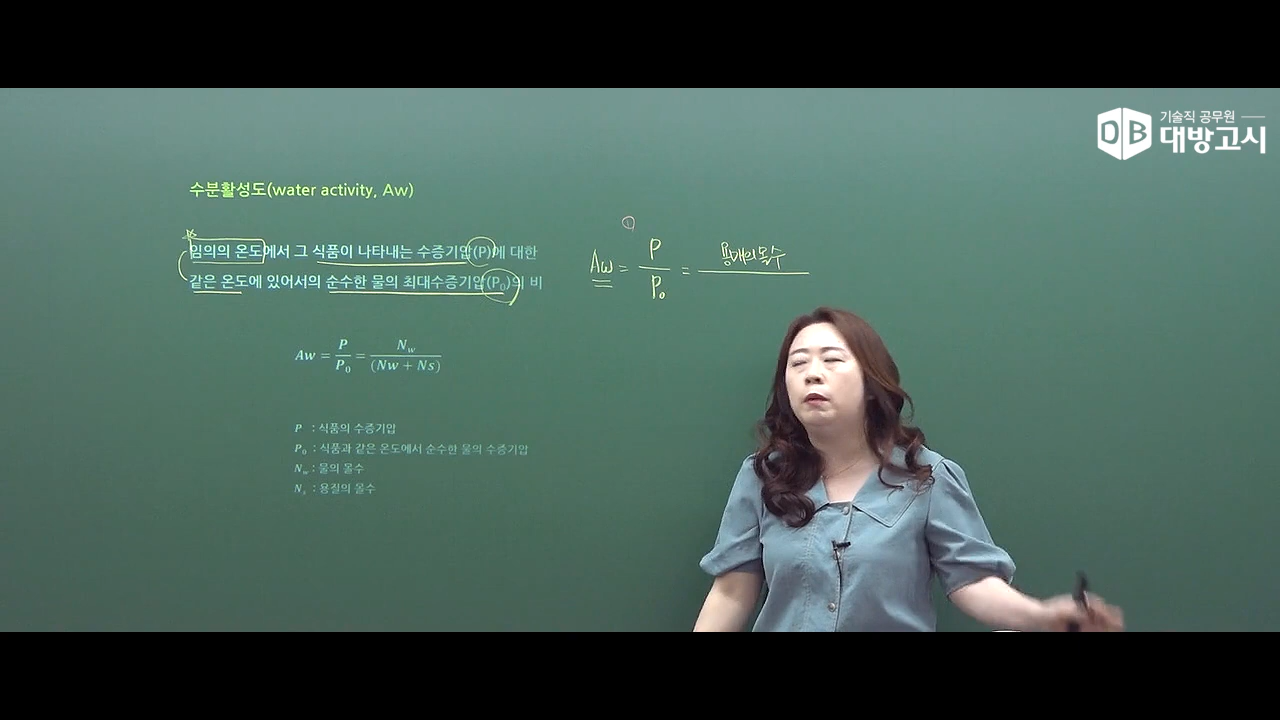 기술직 공무원
DB 대방고시
수분활성도(water activity, Aw)
임의의 온도에서 그 식품이 나타내는 수증기압(P)에 대한
같은 온도에 있어서의 순수한 물의 최대수증기압(P₀)의 비
①
Aw = P/P₀ = 용매의 몰수
Aw = P/P₀ = N_w/(Nw + Ns)
P : 식품의 수증기압
P₀ : 식품과 같은 온도에서 순수한 물의 수증기압
N_w : 물의 몰수
N_s : 용질의 몰수